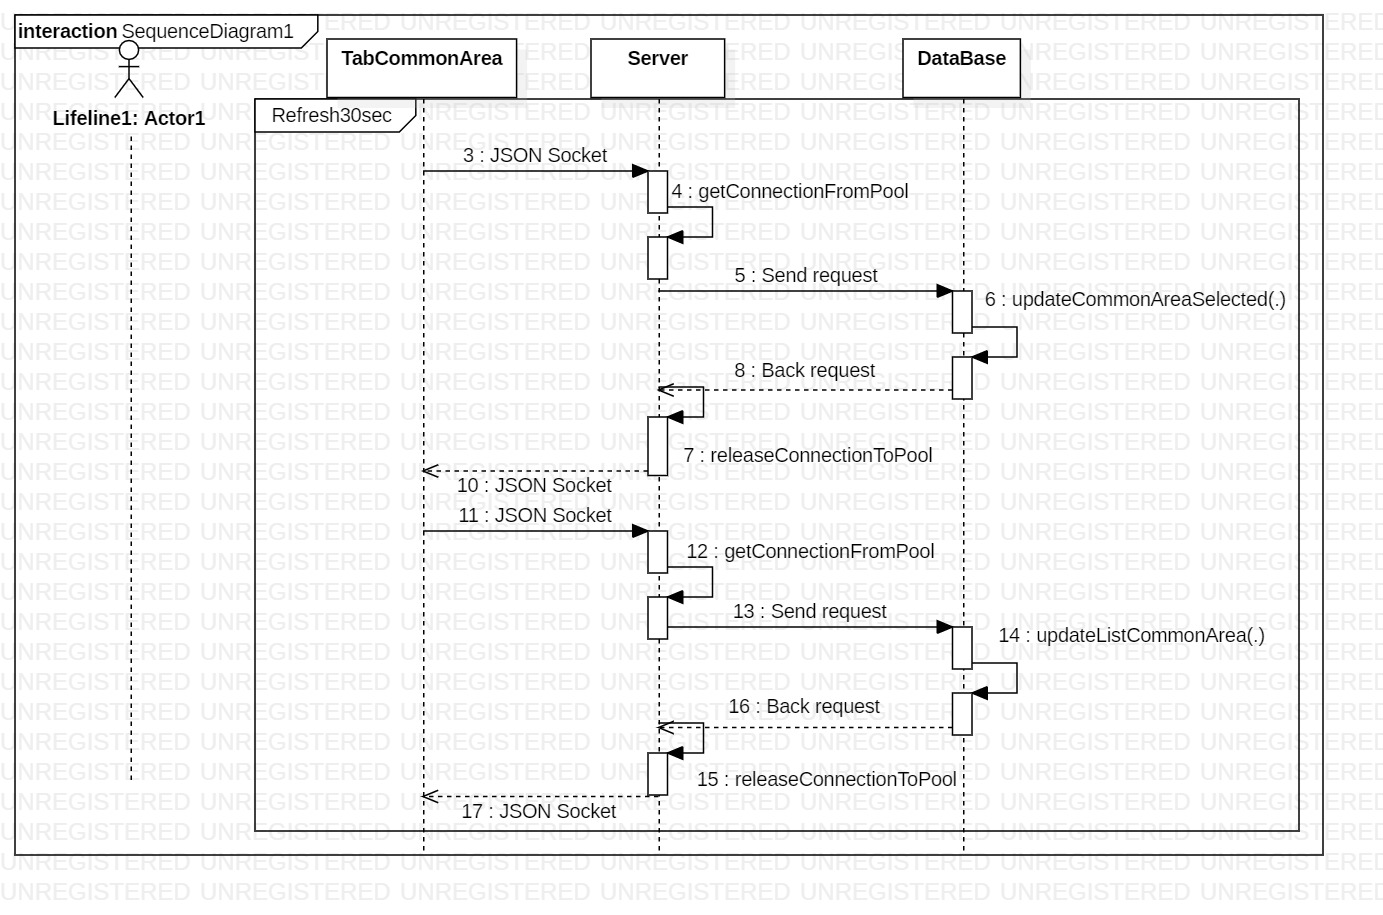 interaction SequenceDiagram1
TabCommonArea
Server
DataBase
Lifeline1: Actor1
Refresh30sec
3 : JSON Socket
4 : getConnectionFromPool
5 : Send request
6 : updateCommonAreaSelected(.)
8 : Back request
7 : releaseConnectionToPool
10 : JSON Socket
11 : JSON Socket
12 : getConnectionFromPool
13 : Send request
14 : updateListCommonArea(.)
16 : Back request
15 : releaseConnectionToPool
17 : JSON Socket
UNREGISTERED UNREGISTERED UNREGISTERED UNREGISTERED UNREGISTERED UNREGISTERED UNREGISTERED